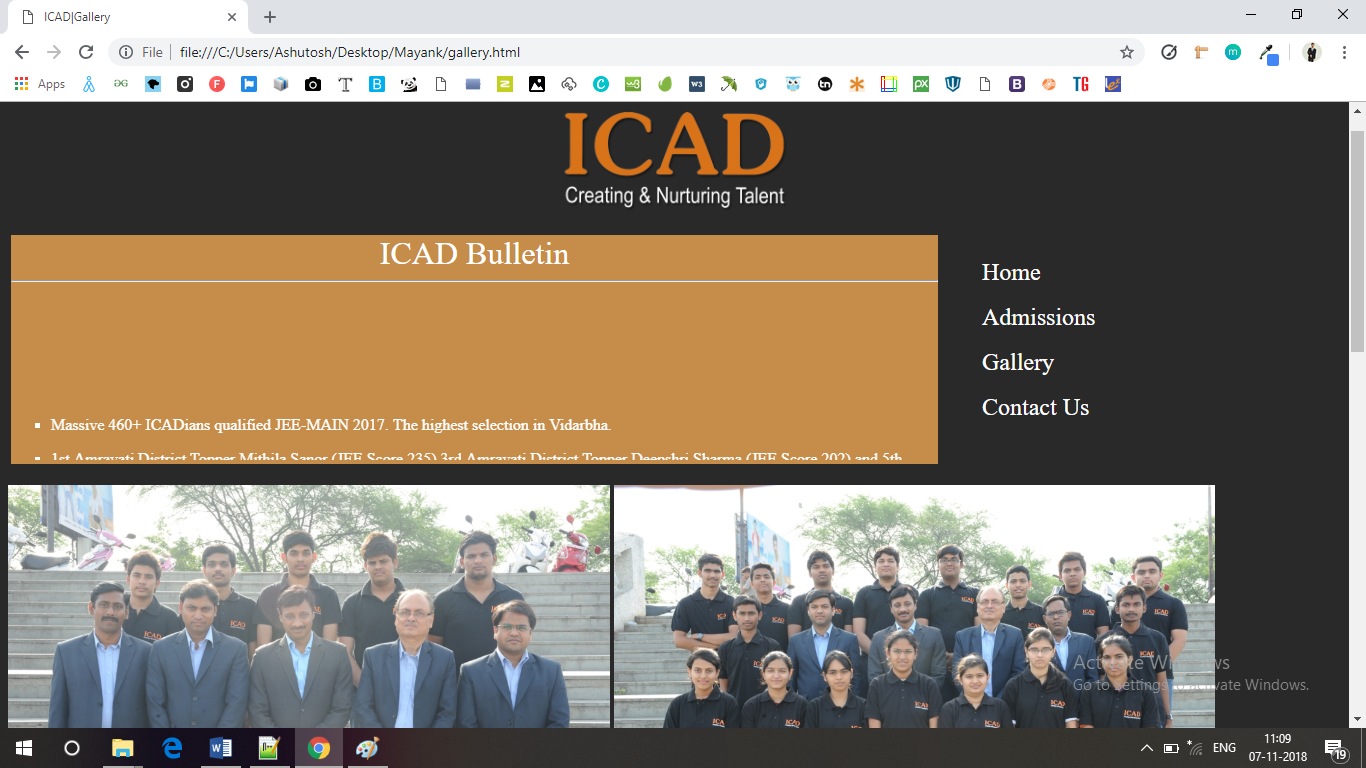 ICAD|Gallery
File
file:///C:/Users/Ashutosh/Desktop/Mayank/gallery.html
Apps
ICAD
Creating & Nurturing Talent
ICAD Bulletin
Massive 460+ ICADians qualified JEE-MAIN 2017. The highest selection in Vidarbha.
1st Amravati District Topper Mithila Sanor (JEE Score 235) 3rd Amravati District Topper Deepshri Sharma (JEE Score 202) and 5th
Home
Admissions
Gallery
Contact Us
Activate Windows
Go to Settings to activate Windows.
ENG
11:09
07-11-2018
19